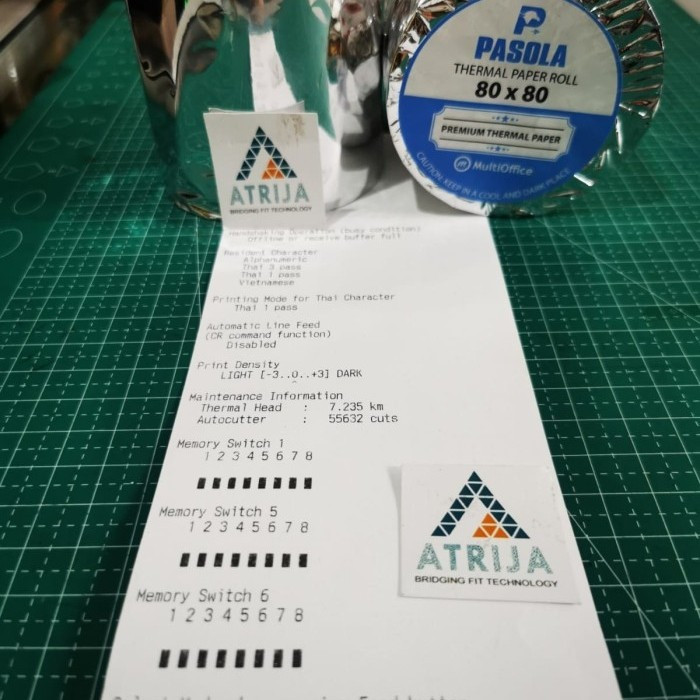 PASOLA
THERMAL PAPER ROLL
80 x 80
PREMIUM THERMAL PAPER
MultiOffice
CAUTION: KEEP IN A COOL AND DARK PLACE
ATRIJA
BRIDGING FIT TECHNOLOGY
Handshaking Operation (busy condition)
Offline or receive buffer full
Resident Character
Alphanumeric
Thai 3 pass
Thai 1 pass
Vietnamese
Printing Mode for Thai Character
Thai 1 pass
Automatic Line Feed
(CR command function)
Disabled
Print Density
LIGHT [-3..0..+3] DARK
^
Maintenance Information
Thermal Head : 7.235 km
Autocutter : 55632 cuts
Memory Switch 1
1 2 3 4 5 6 7 8
Memory Switch 5
1 2 3 4 5 6 7 8
Memory Switch 6
1 2 3 4 5 6 7 8
ATRIJA
BRIDGING FIT TECHNOLOGY